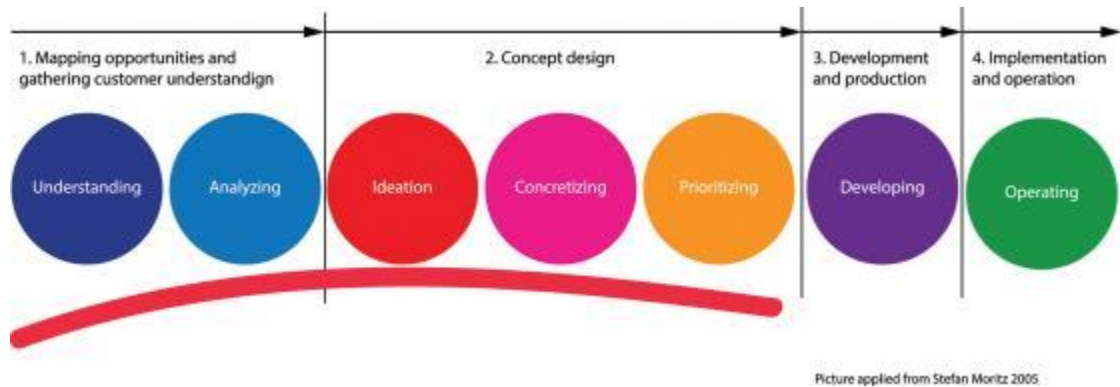 1. Mapping opportunities and
gathering customer understandign
2. Concept design
3. Development
and production
4. Implementation
and operation
Understanding
Analyzing
Ideation
Concretizing
Prioritizing
Developing
Operating
Picture applied from Stefan Moritz 2005